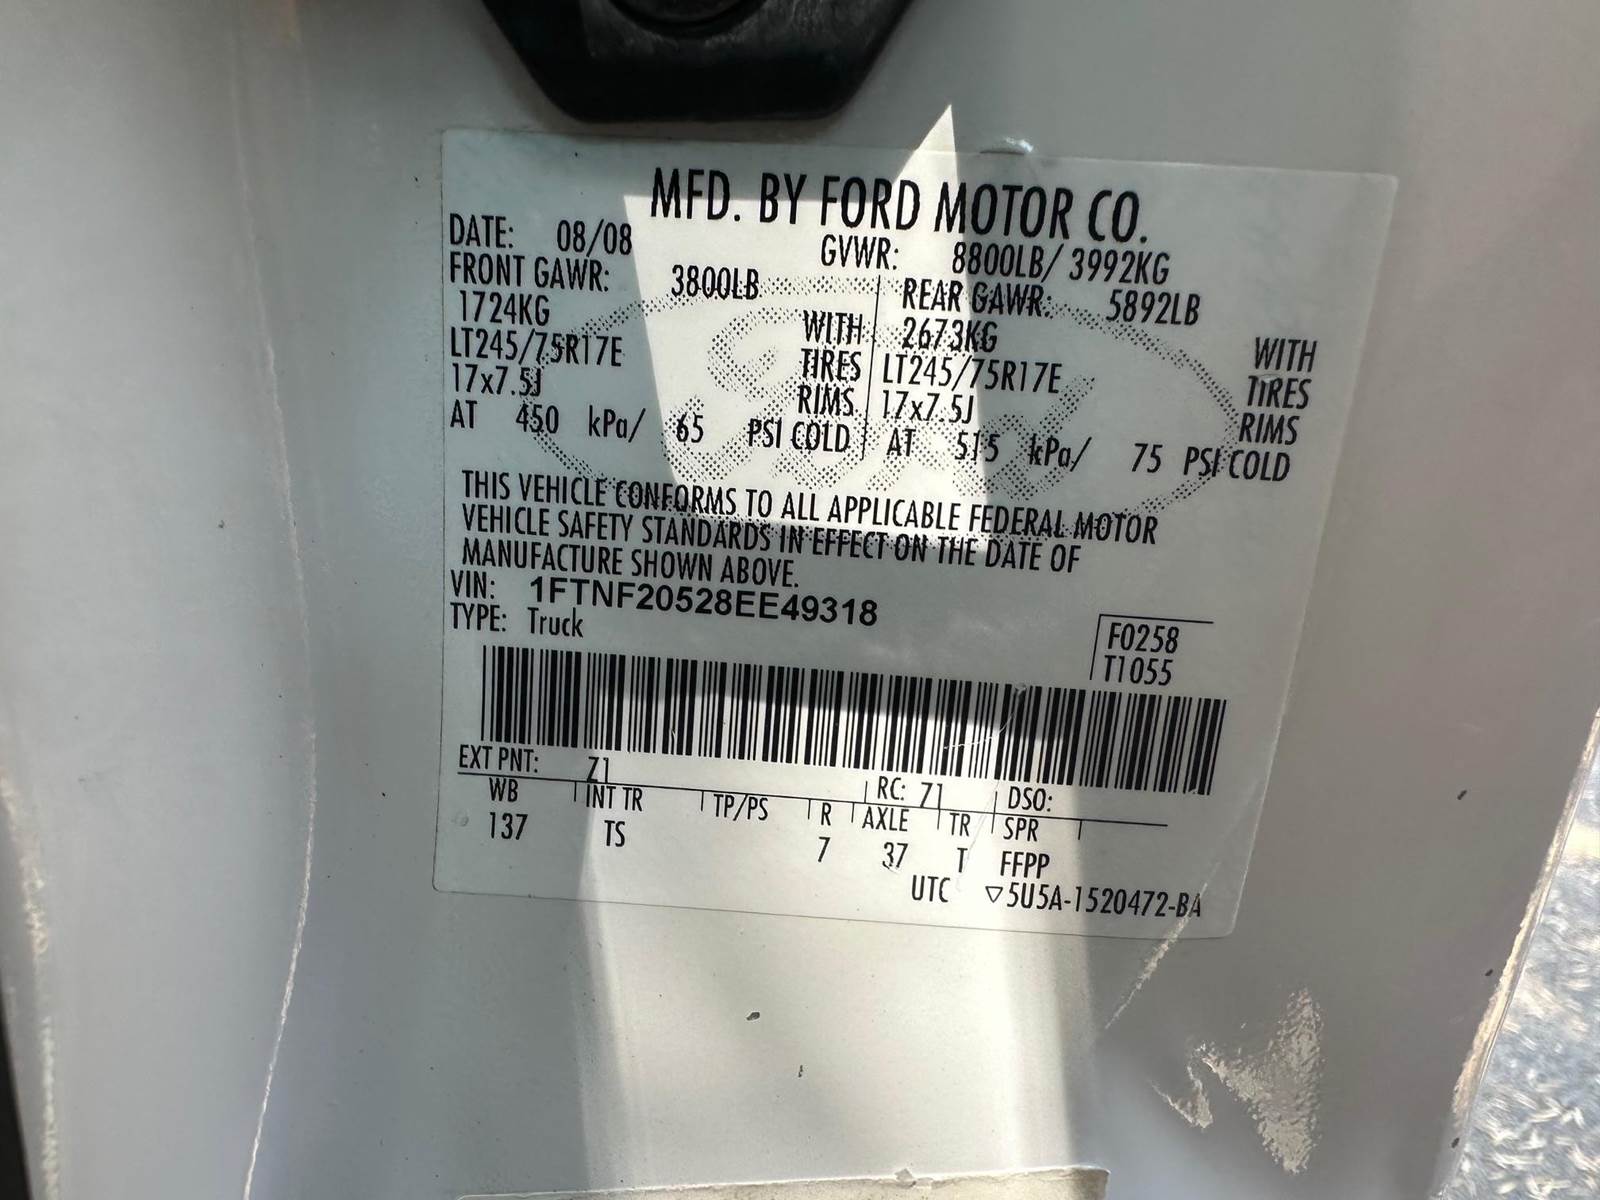 MFD. BY FORD MOTOR CO.
DATE: 08/08 GVWR: 8800LB/ 3992KG
FRONT GAWR: 3800LB REAR GAWR: 5892LB
1724KG WITH 2673KG WITH
LT245/75R17E TIRES LT245/75R17E TIRES
17x7.5J RIMS 17x7.5J RIMS
AT 450 kPa/ 65 PSI COLD AT 515 kPa/ 75 PSI COLD
THIS VEHICLE CONFORMS TO ALL APPLICABLE FEDERAL MOTOR
VEHICLE SAFETY STANDARDS IN EFFECT ON THE DATE OF
MANUFACTURE SHOWN ABOVE.
VIN: 1FTNF20528EE49318
TYPE: Truck
F0258
T1055
EXT PNT: Z1 RC: 71 DSO:
WB INT TR TP/PS R AXLE TR SPR
137 TS 7 37 T FFPP
UTC ▽5U5A-1520472-BA